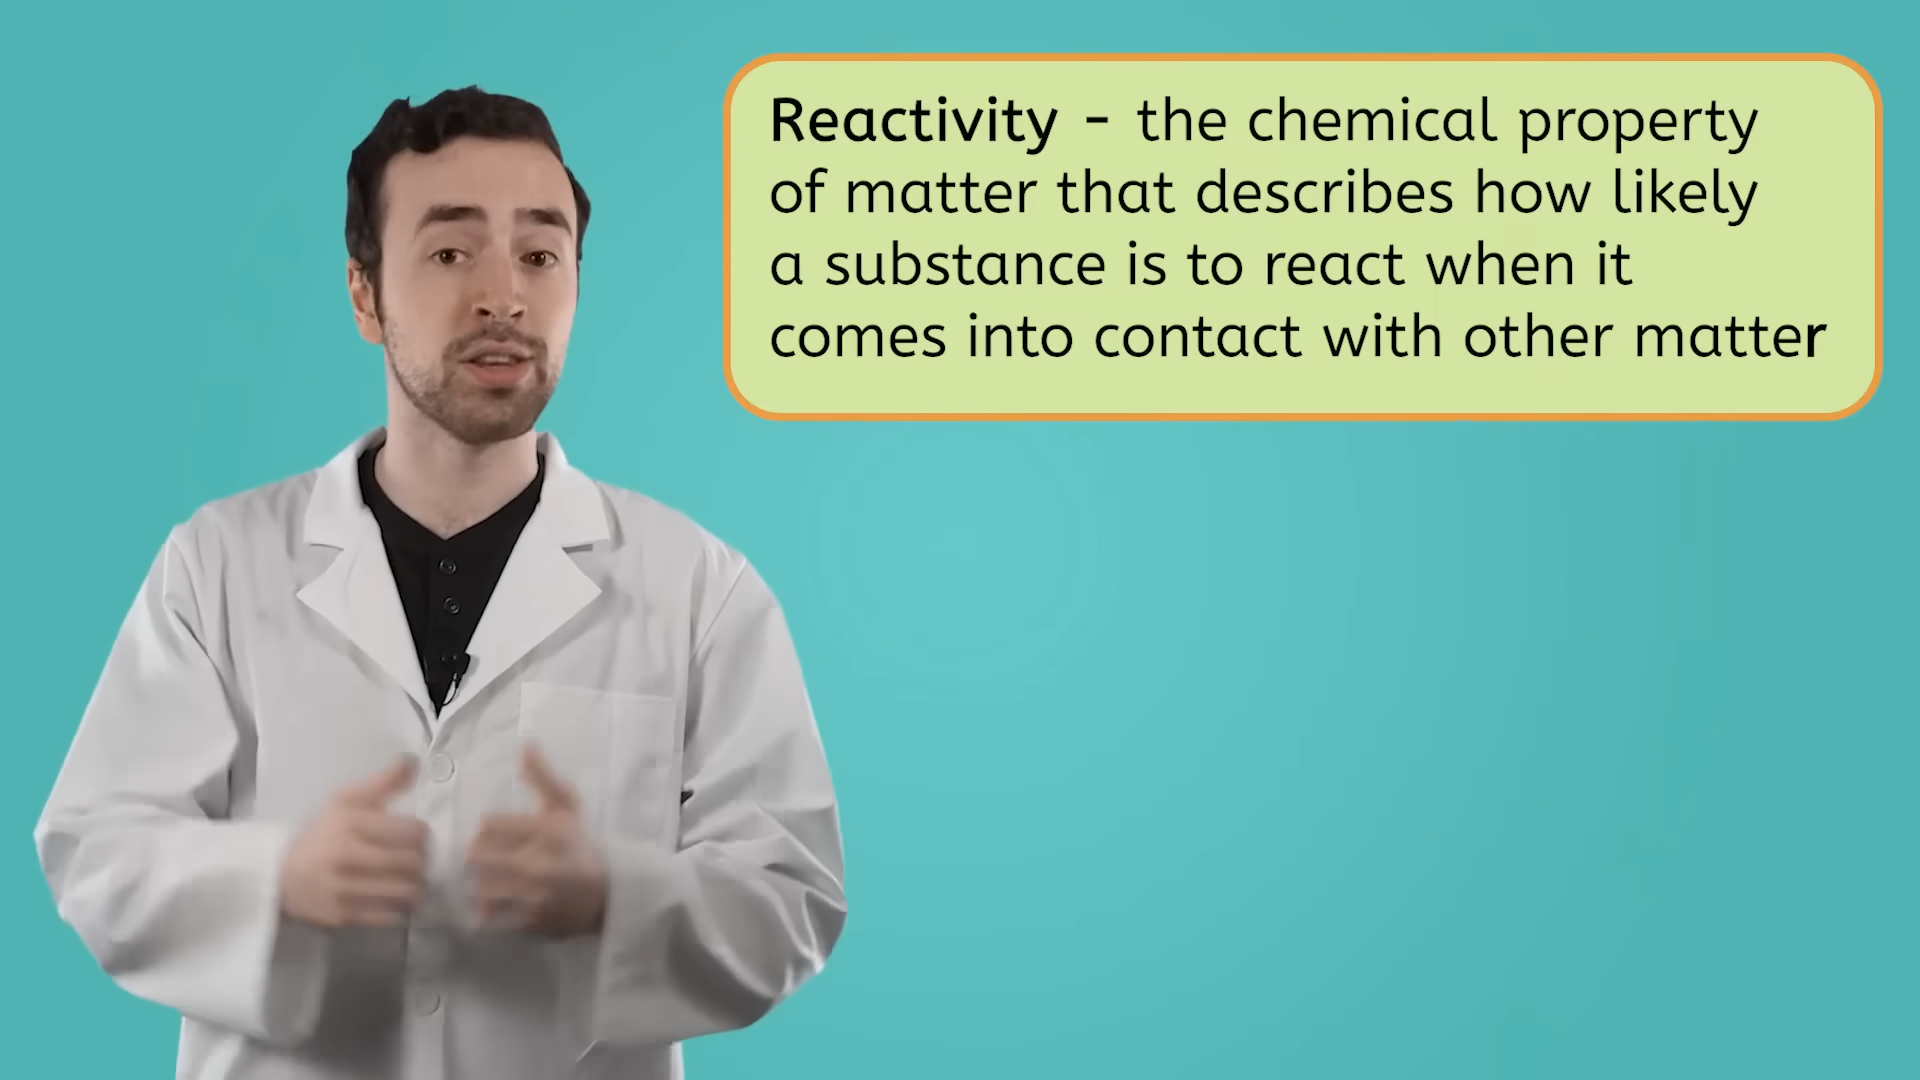 Reactivity - the chemical property
of matter that describes how likely
a substance is to react when it
comes into contact with other matter